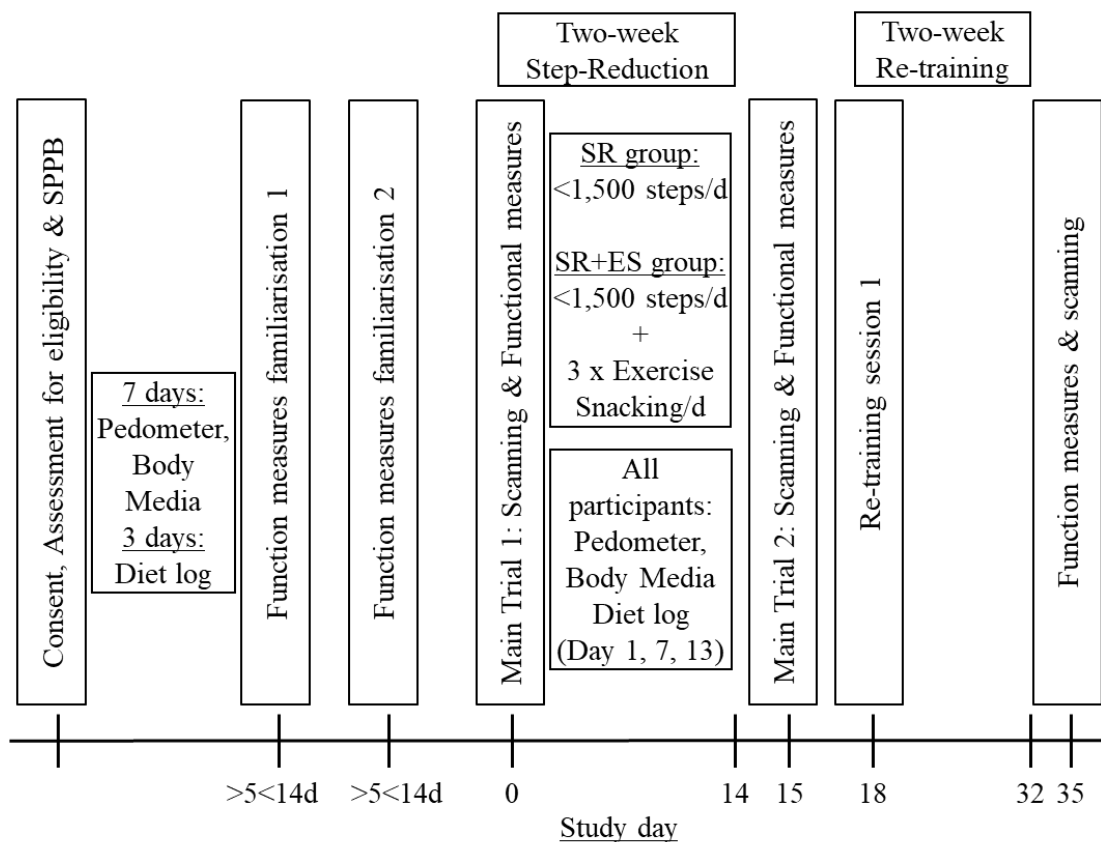 Two-week
Step-Reduction
Two-week
Re-training
Consent, Assessment for eligibility & SPPB
7 days:
Pedometer,
Body
Media
3 days:
Diet log
Function measures familiarisation 1
Function measures familiarisation 2
Main Trial 1: Scanning & Functional measures
SR group:
<1,500 steps/d
SR+ES group:
<1,500 steps/d
+
3 x Exercise
Snacking/d
All
participants:
Pedometer,
Body Media
Diet log
(Day 1, 7, 13)
Main Trial 2: Scanning & Functional measures
Re-training session 1
Function measures & scanning
>5<14d >5<14d 0 14 15 18 32 35
Study day